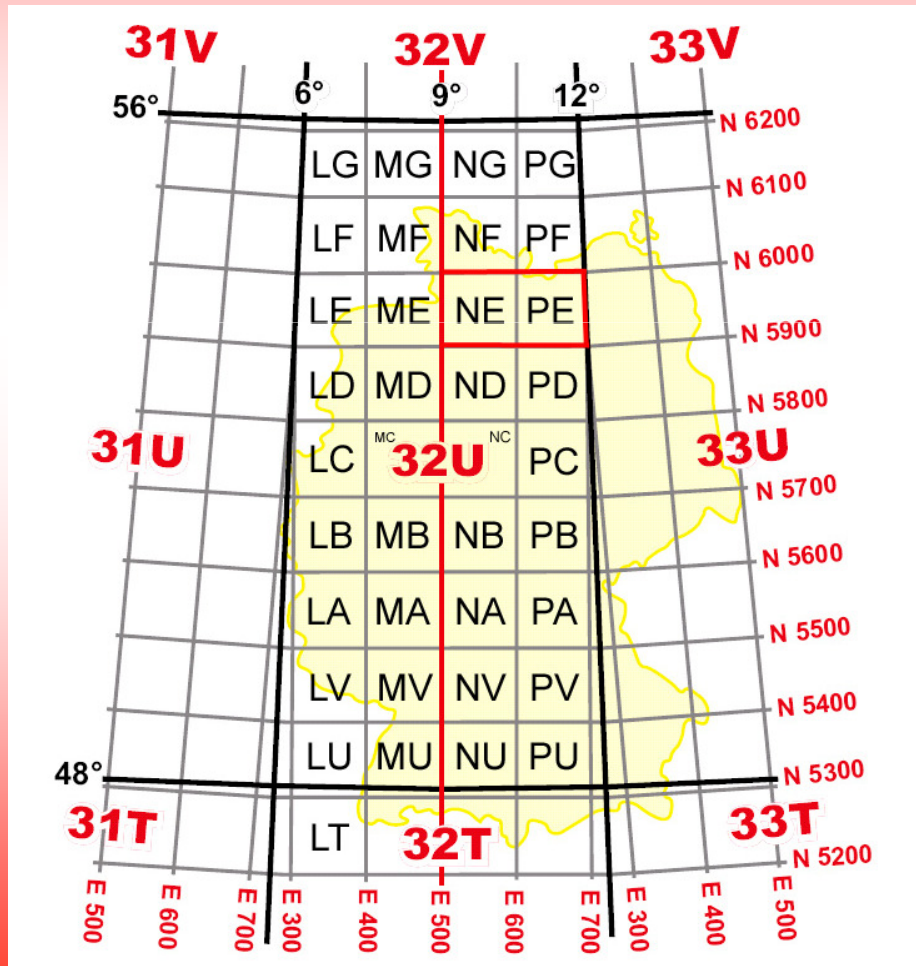 31V 32V 33V
6° 9° 12°
56°
N 6200
LG MG NG PG
N 6100
LF MF NF PF
N 6000
LE ME NE PE
N 5900
LD MD ND PD
N 5800
MC NC
31U LC 32U PC 33U
N 5700
LB MB NB PB
N 5600
LA MA NA PA
N 5500
LV MV NV PV
N 5400
LU MU NU PU
48°
N 5300
31T LT 32T 33T
N 5200
E 500 E 600 E 700 E 300 E 400 E 500 E 600 E 700 E 300 E 400 E 500